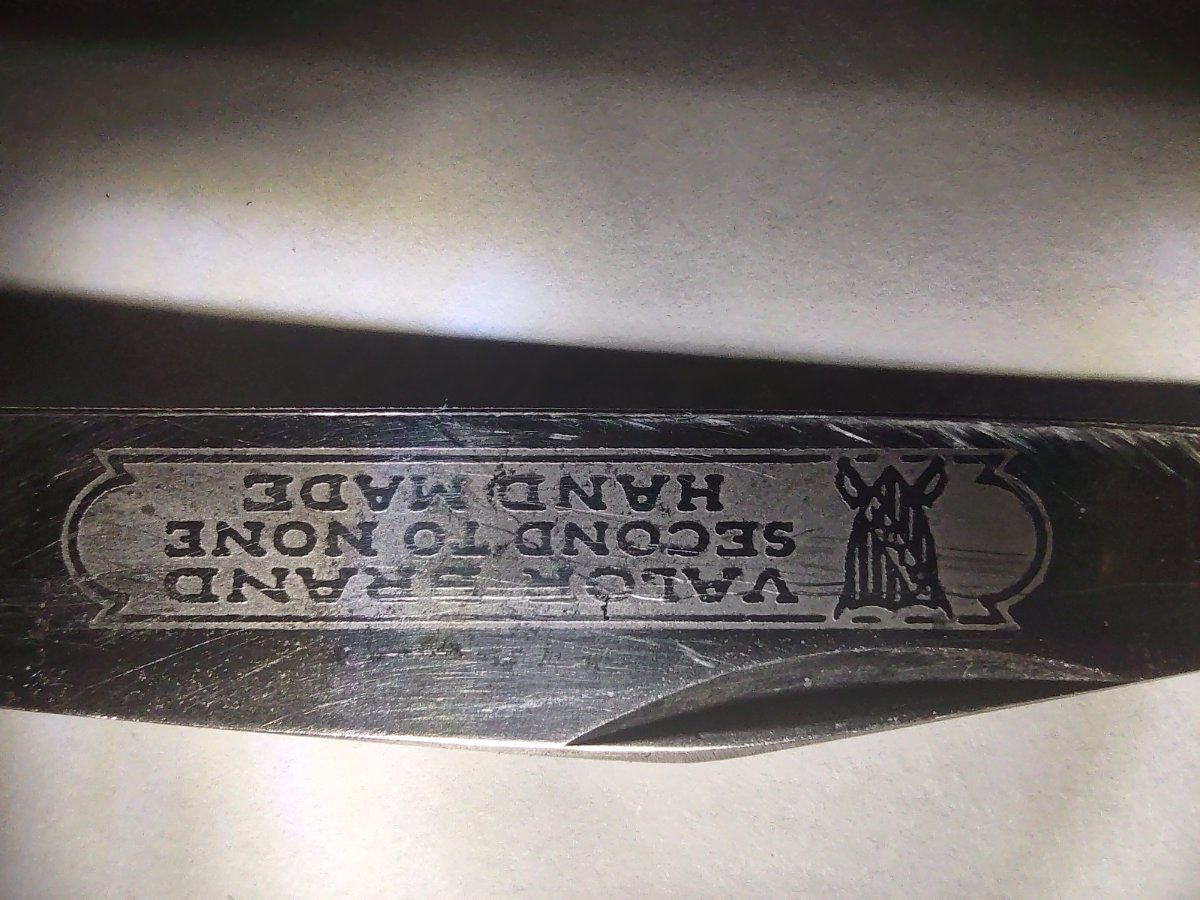 VALOR BRAND
SECOND TO NONE
HAND MADE